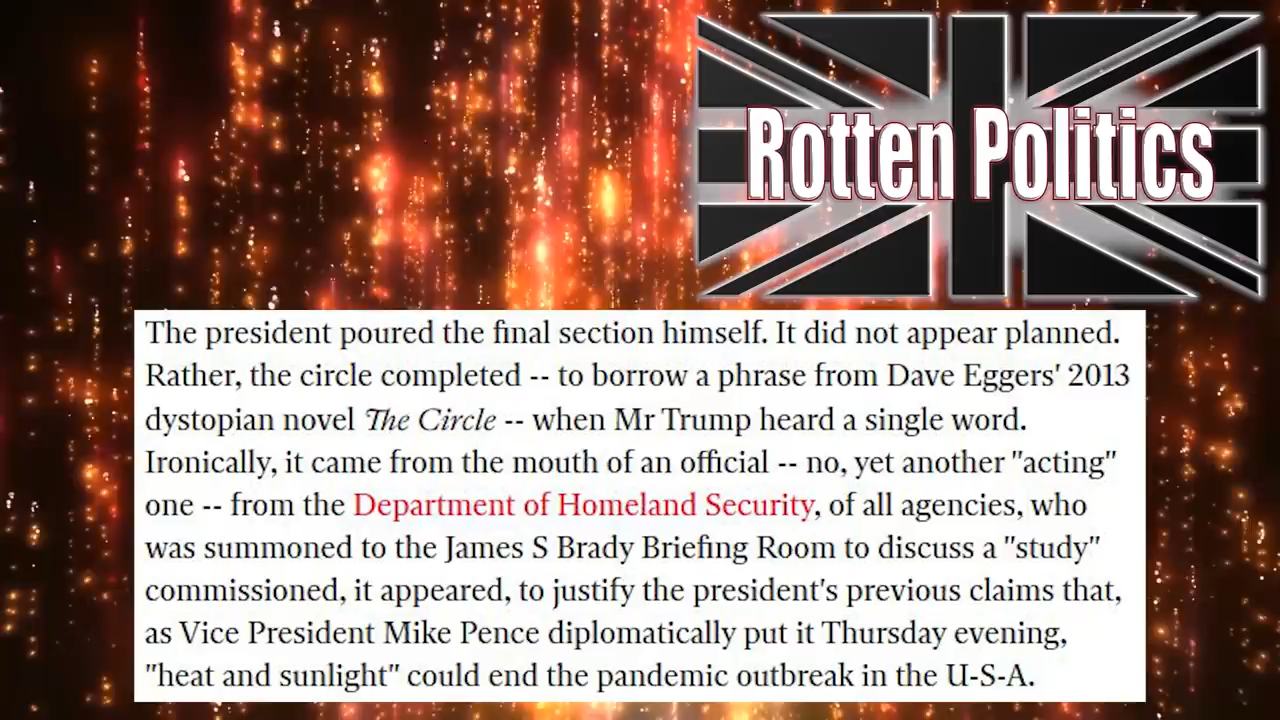 Rotten Politics
The president poured the final section himself. It did not appear planned.
Rather, the circle completed -- to borrow a phrase from Dave Eggers' 2013
dystopian novel The Circle -- when Mr Trump heard a single word.
Ironically, it came from the mouth of an official -- no, yet another "acting"
one -- from the Department of Homeland Security, of all agencies, who
was summoned to the James S Brady Briefing Room to discuss a "study"
commissioned, it appeared, to justify the president's previous claims that,
as Vice President Mike Pence diplomatically put it Thursday evening,
"heat and sunlight" could end the pandemic outbreak in the U-S-A.